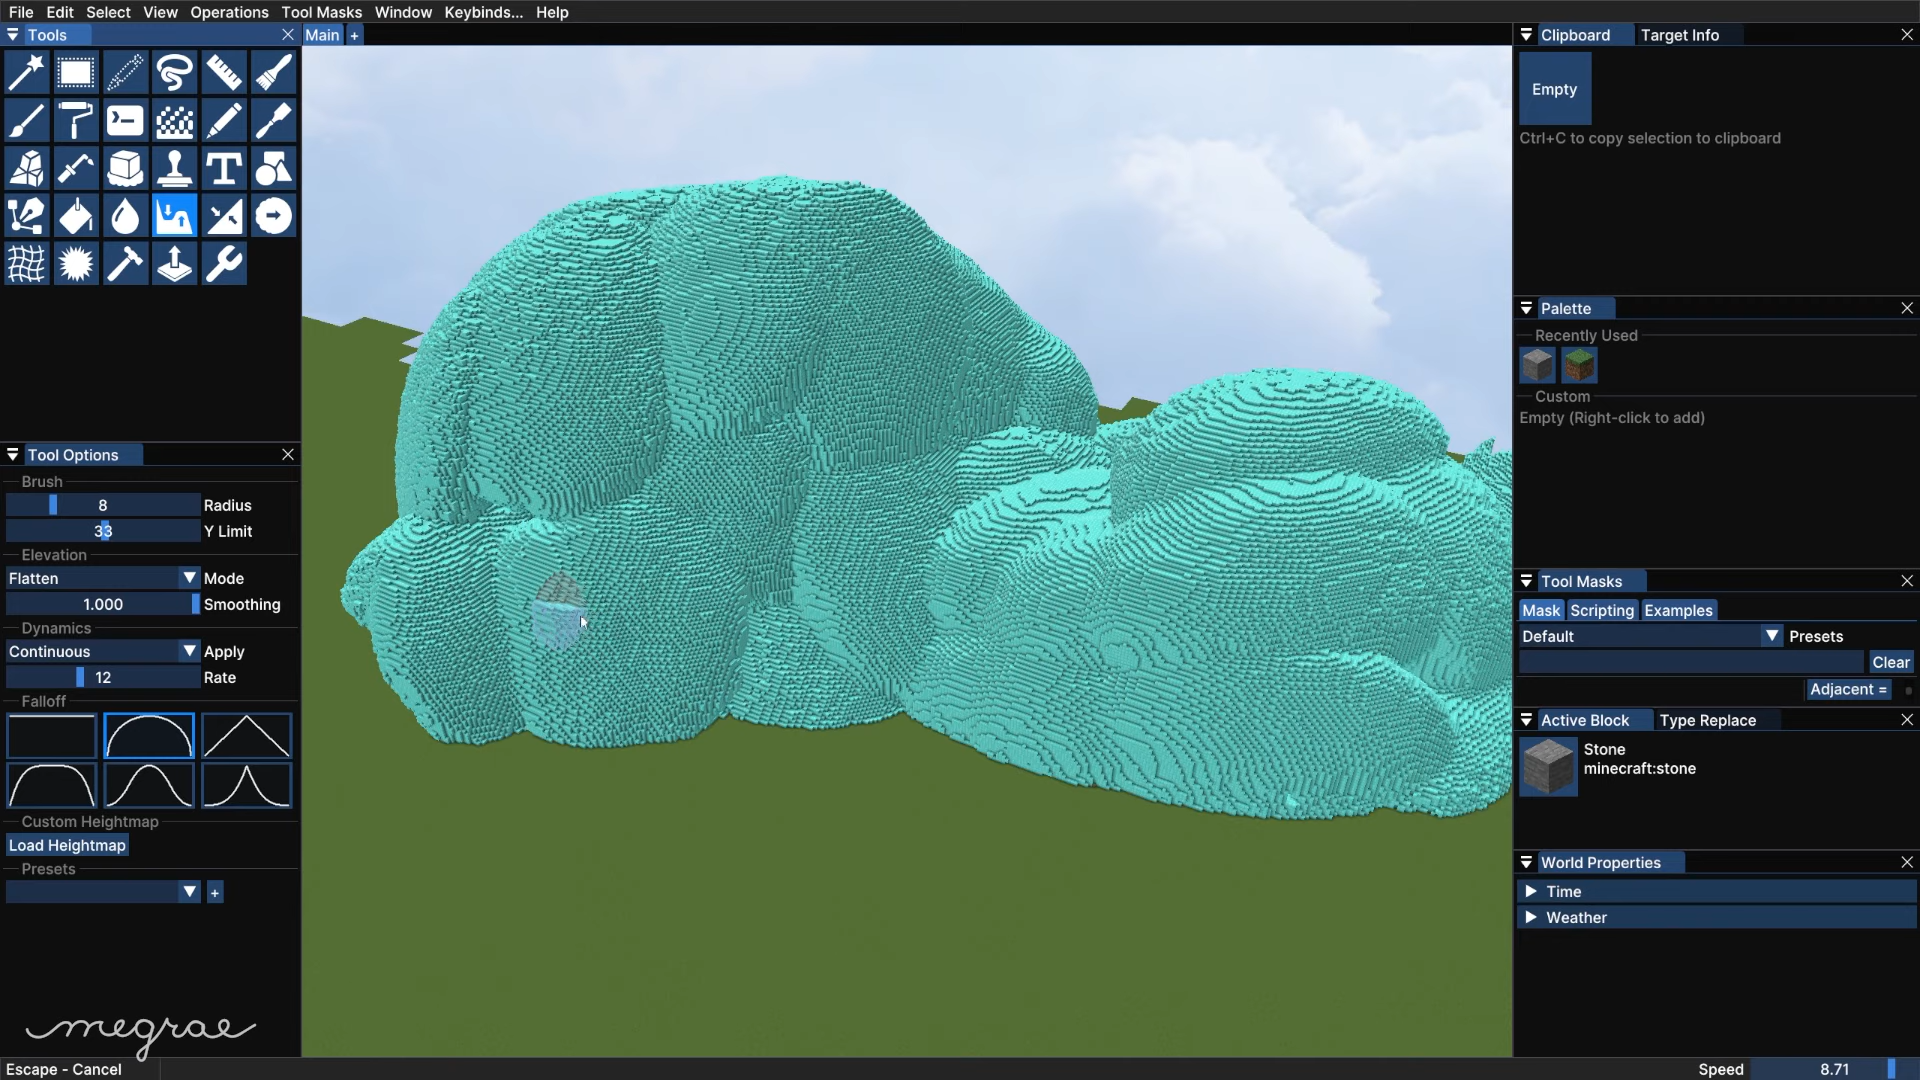 File Edit Select View Operations Tool Masks Window Keybinds... Help
Tools
Main +
Clipboard Target Info
Empty
Ctrl+C to copy selection to clipboard
Palette
Recently Used
Custom
Empty (Right-click to add)
Tool Options
Brush
8 Radius
33 Y Limit
Elevation
Flatten Mode
1.000 Smoothing
Dynamics
Continuous Apply
12 Rate
Falloff
Custom Heightmap
Load Heightmap
Presets
+
Tool Masks
Mask Scripting Examples
Default Presets
Clear
Adjacent =
Active Block Type Replace
Stone
minecraft:stone
World Properties
Time
Weather
megrae
Escape - Cancel
Speed 8.71